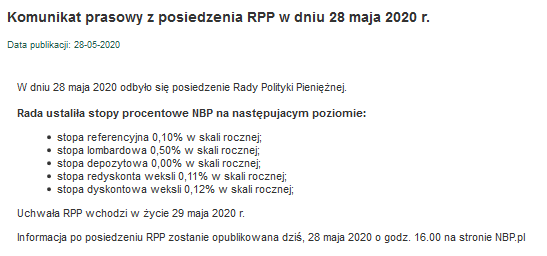 Komunikat prasowy z posiedzenia RPP w dniu 28 maja 2020 r.
Data publikacji: 28-05-2020
W dniu 28 maja 2020 odbyło się posiedzenie Rady Polityki Pieniężnej.
Rada ustaliła stopy procentowe NBP na następujacym poziomie:
• stopa referencyjna 0,10% w skali rocznej;
• stopa lombardowa 0,50% w skali rocznej;
• stopa depozytowa 0,00% w skali rocznej;
• stopa redyskonta weksli 0,11% w skali rocznej;
• stopa dyskontowa weksli 0,12% w skali rocznej;
Uchwała RPP wchodzi w życie 29 maja 2020 r.
Informacja po posiedzeniu RPP zostanie opublikowana dziś, 28 maja 2020 o godz. 16.00 na stronie NBP.pl